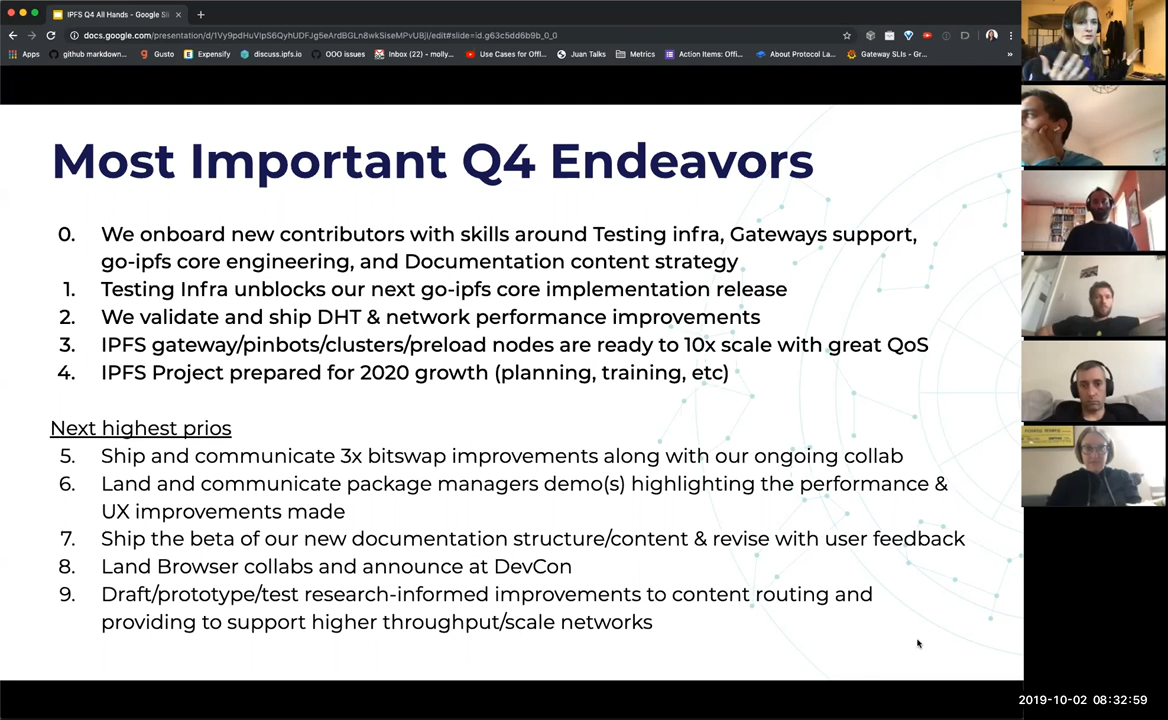 IPFS Q4 All Hands - Google Sli
docs.google.com/presentation/d/1Vy9pdHuVlpS6QyhUDFJg5eArdBGLn8wkSiseMPvUBjI/edit#slide=id.g63c5dd6b9b_0_0
Apps github markdown... Gusto Expensify discuss.ipfs.io OOO issues Inbox (22) - molly... Use Cases for Offl... Juan Talks Metrics Action Items: Offi... About Protocol La... Gateway SLIs - Gr... »
Most Important Q4 Endeavors
0. We onboard new contributors with skills around Testing infra, Gateways support,
go-ipfs core engineering, and Documentation content strategy
1. Testing Infra unblocks our next go-ipfs core implementation release
2. We validate and ship DHT & network performance improvements
3. IPFS gateway/pinbots/clusters/preload nodes are ready to 10x scale with great QoS
4. IPFS Project prepared for 2020 growth (planning, training, etc)
Next highest prios
5. Ship and communicate 3x bitswap improvements along with our ongoing collab
6. Land and communicate package managers demo(s) highlighting the performance &
UX improvements made
7. Ship the beta of our new documentation structure/content & revise with user feedback
8. Land Browser collabs and announce at DevCon
9. Draft/prototype/test research-informed improvements to content routing and
providing to support higher throughput/scale networks
2019-10-02 08:32:59